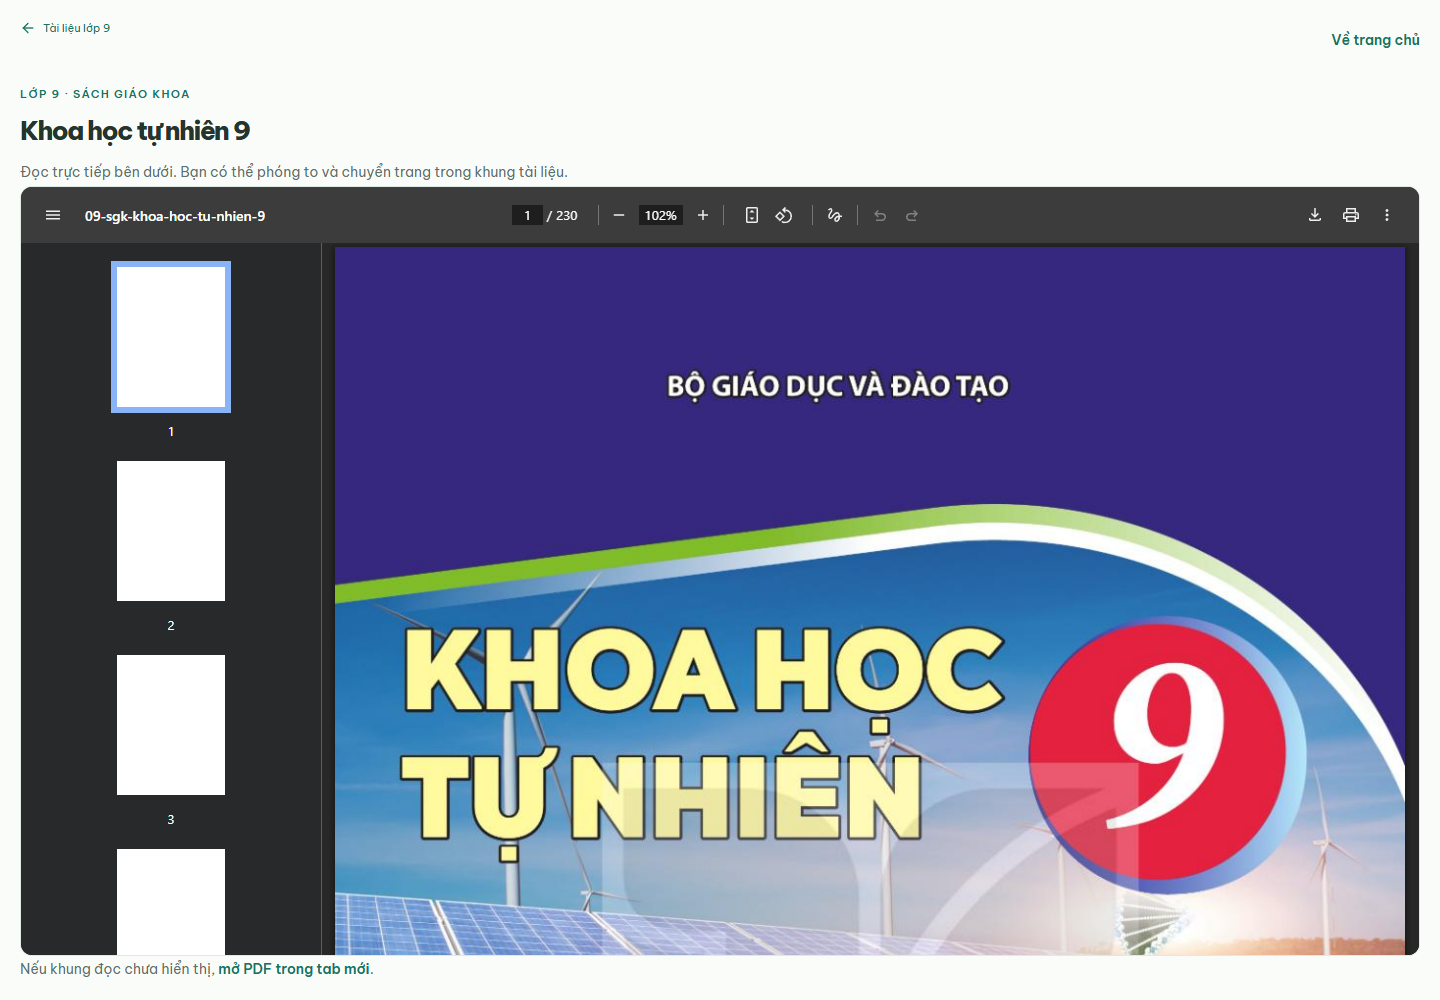 Tài liệu lớp 9
Về trang chủ
LỚP 9 · SÁCH GIÁO KHOA
Khoa học tự nhiên 9
Đọc trực tiếp bên dưới. Bạn có thể phóng to và chuyển trang trong khung tài liệu.
09-sgk-khoa-hoc-tu-nhien-9
1 / 230
102%
1
2
3
BỘ GIÁO DỤC VÀ ĐÀO TẠO
KHOA HỌC
TỰ NHIÊN
9
Nếu khung đọc chưa hiển thị, mở PDF trong tab mới.